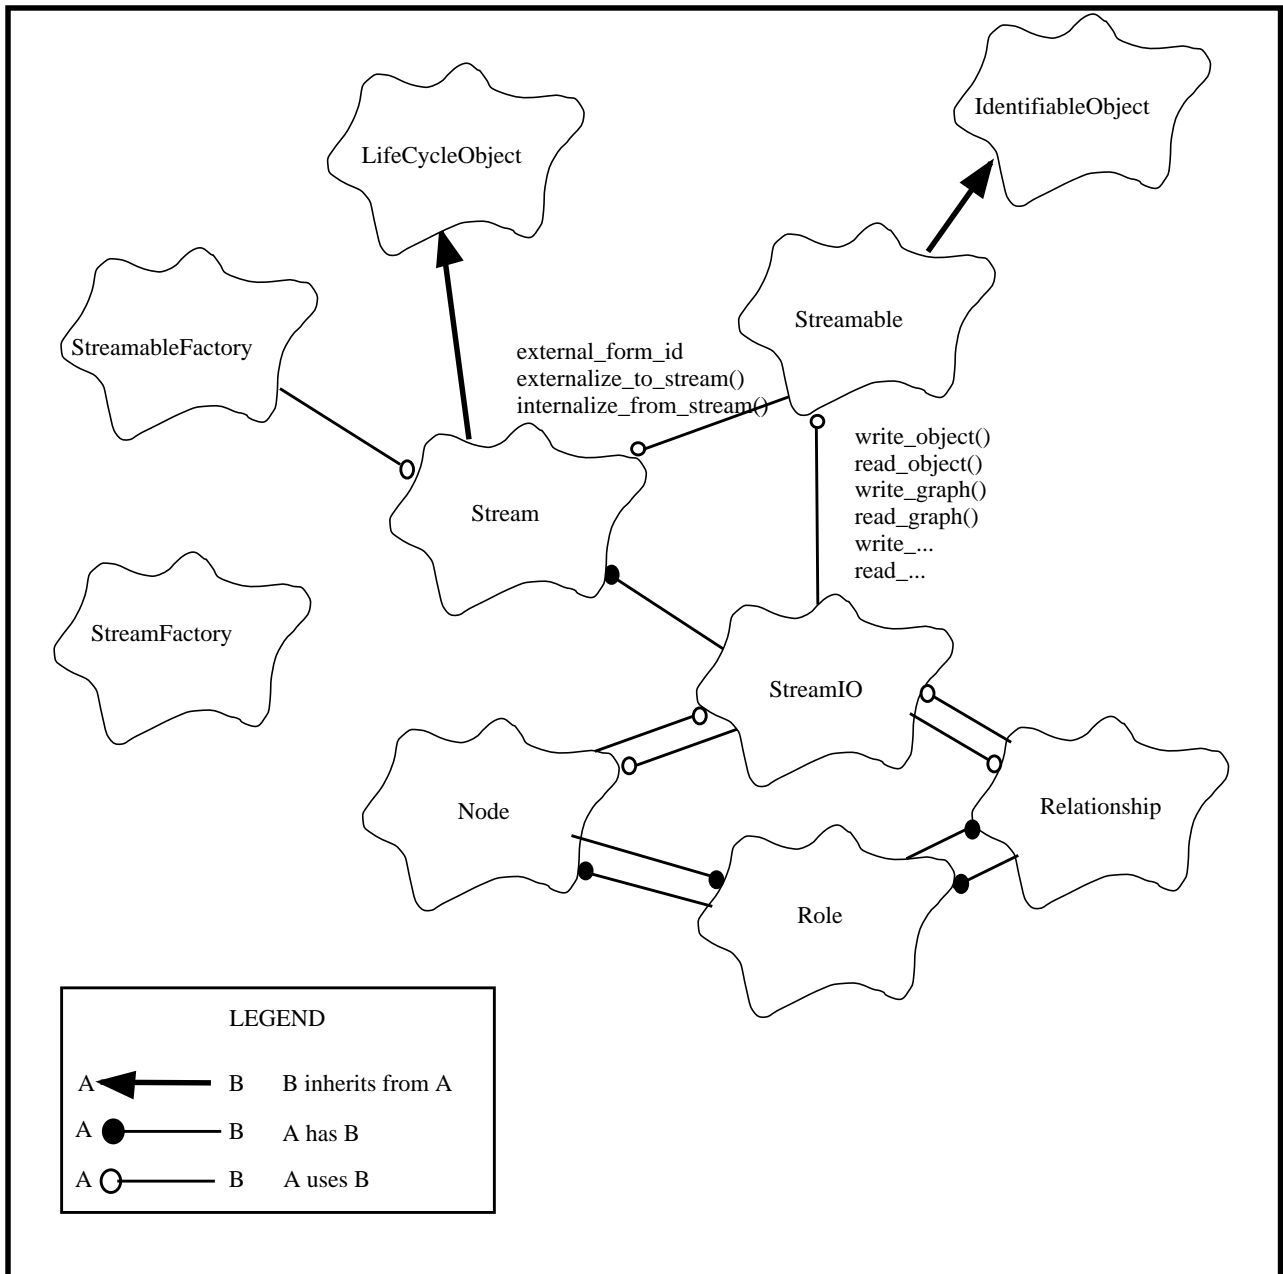 IdentifiableObject
LifeCycleObject
Streamable
StreamableFactory
external_form_id
externalize_to_stream()
internalize_from_stream()
write_object()
read_object()
write_graph()
read_graph()
write_...
read_...
Stream
StreamFactory
StreamIO
Node
Relationship
Role
LEGEND
A B B inherits from A
A B A has B
A B A uses B